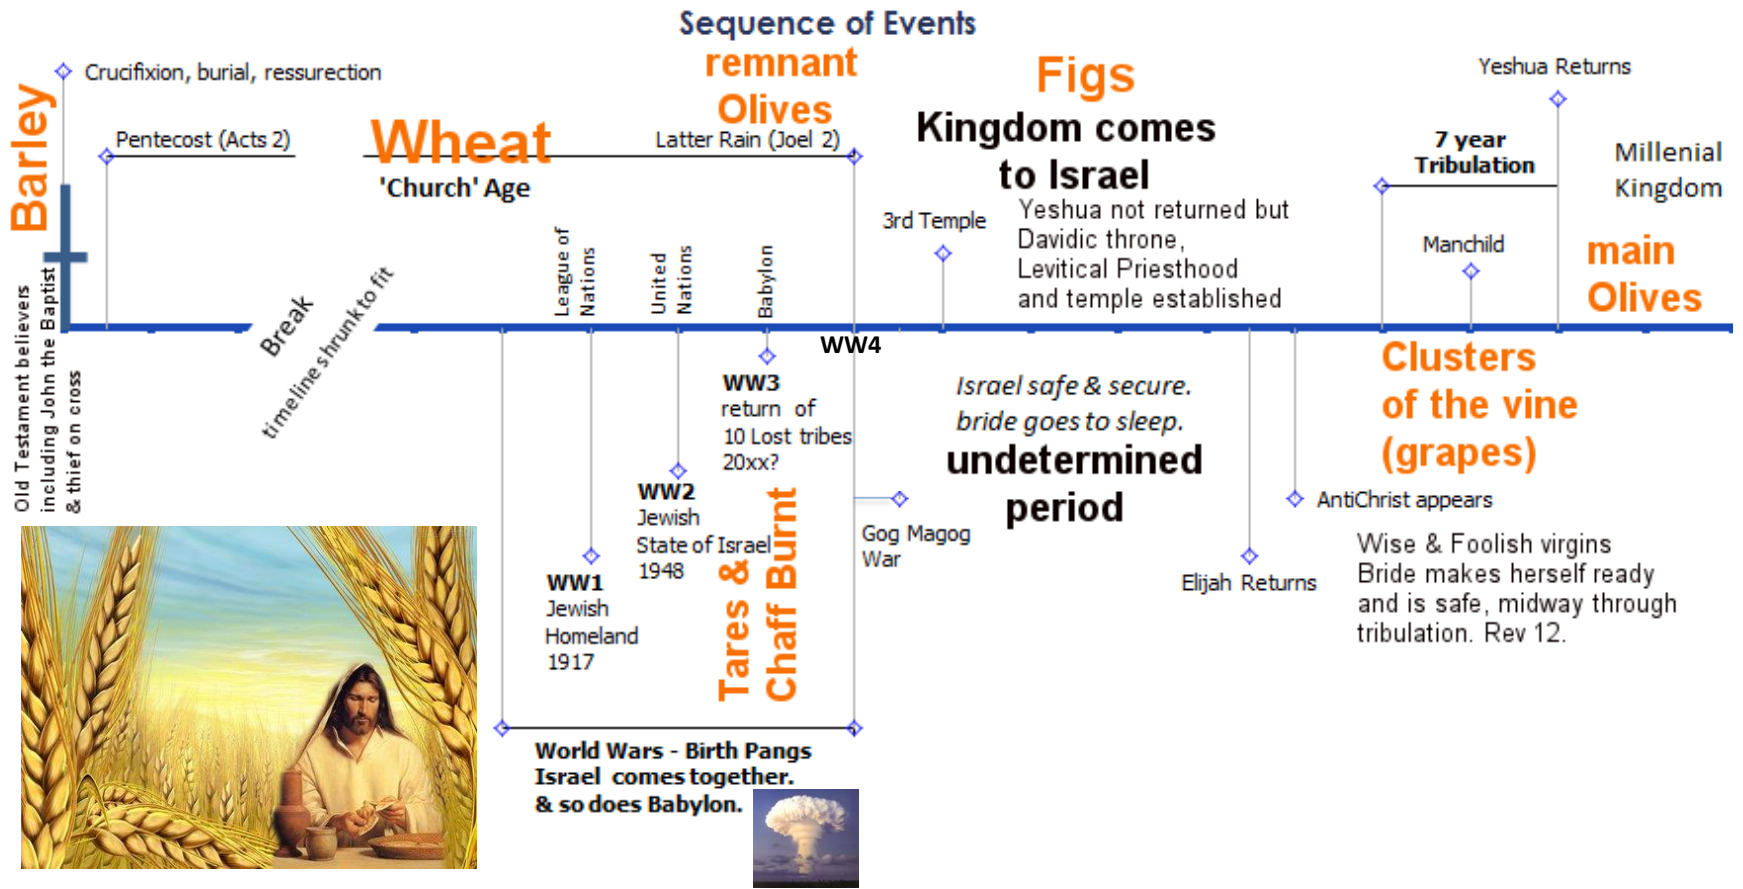 Sequence of Events
Barley
Crucifixion, burial, ressurection
Pentecost (Acts 2)
Wheat
'Church' Age
remnant
Olives
Latter Rain (Joel 2)
Figs
Kingdom comes
to Israel
Yeshua not returned but
Davidic throne,
Levitical Priesthood
and temple established
3rd Temple
Yeshua Returns
7 year
Tribulation
Millenial
Kingdom
Manchild
main
Olives
Old Testament believers
including John the Baptist
& thief on cross
Break
timeline shrunk to fit
League of
Nations
United
Nations
Babylon
WW4
WW3
return of
10 Lost tribes
20xx?
WW2
Jewish
State of Israel
1948
WW1
Jewish
Homeland
1917
Tares &
Chaff Burnt
Gog Magog
War
Israel safe & secure.
bride goes to sleep.
undetermined
period
Elijah Returns
Clusters
of the vine
(grapes)
AntiChrist appears
Wise & Foolish virgins
Bride makes herself ready
and is safe, midway through
tribulation. Rev 12.
World Wars - Birth Pangs
Israel comes together.
& so does Babylon.